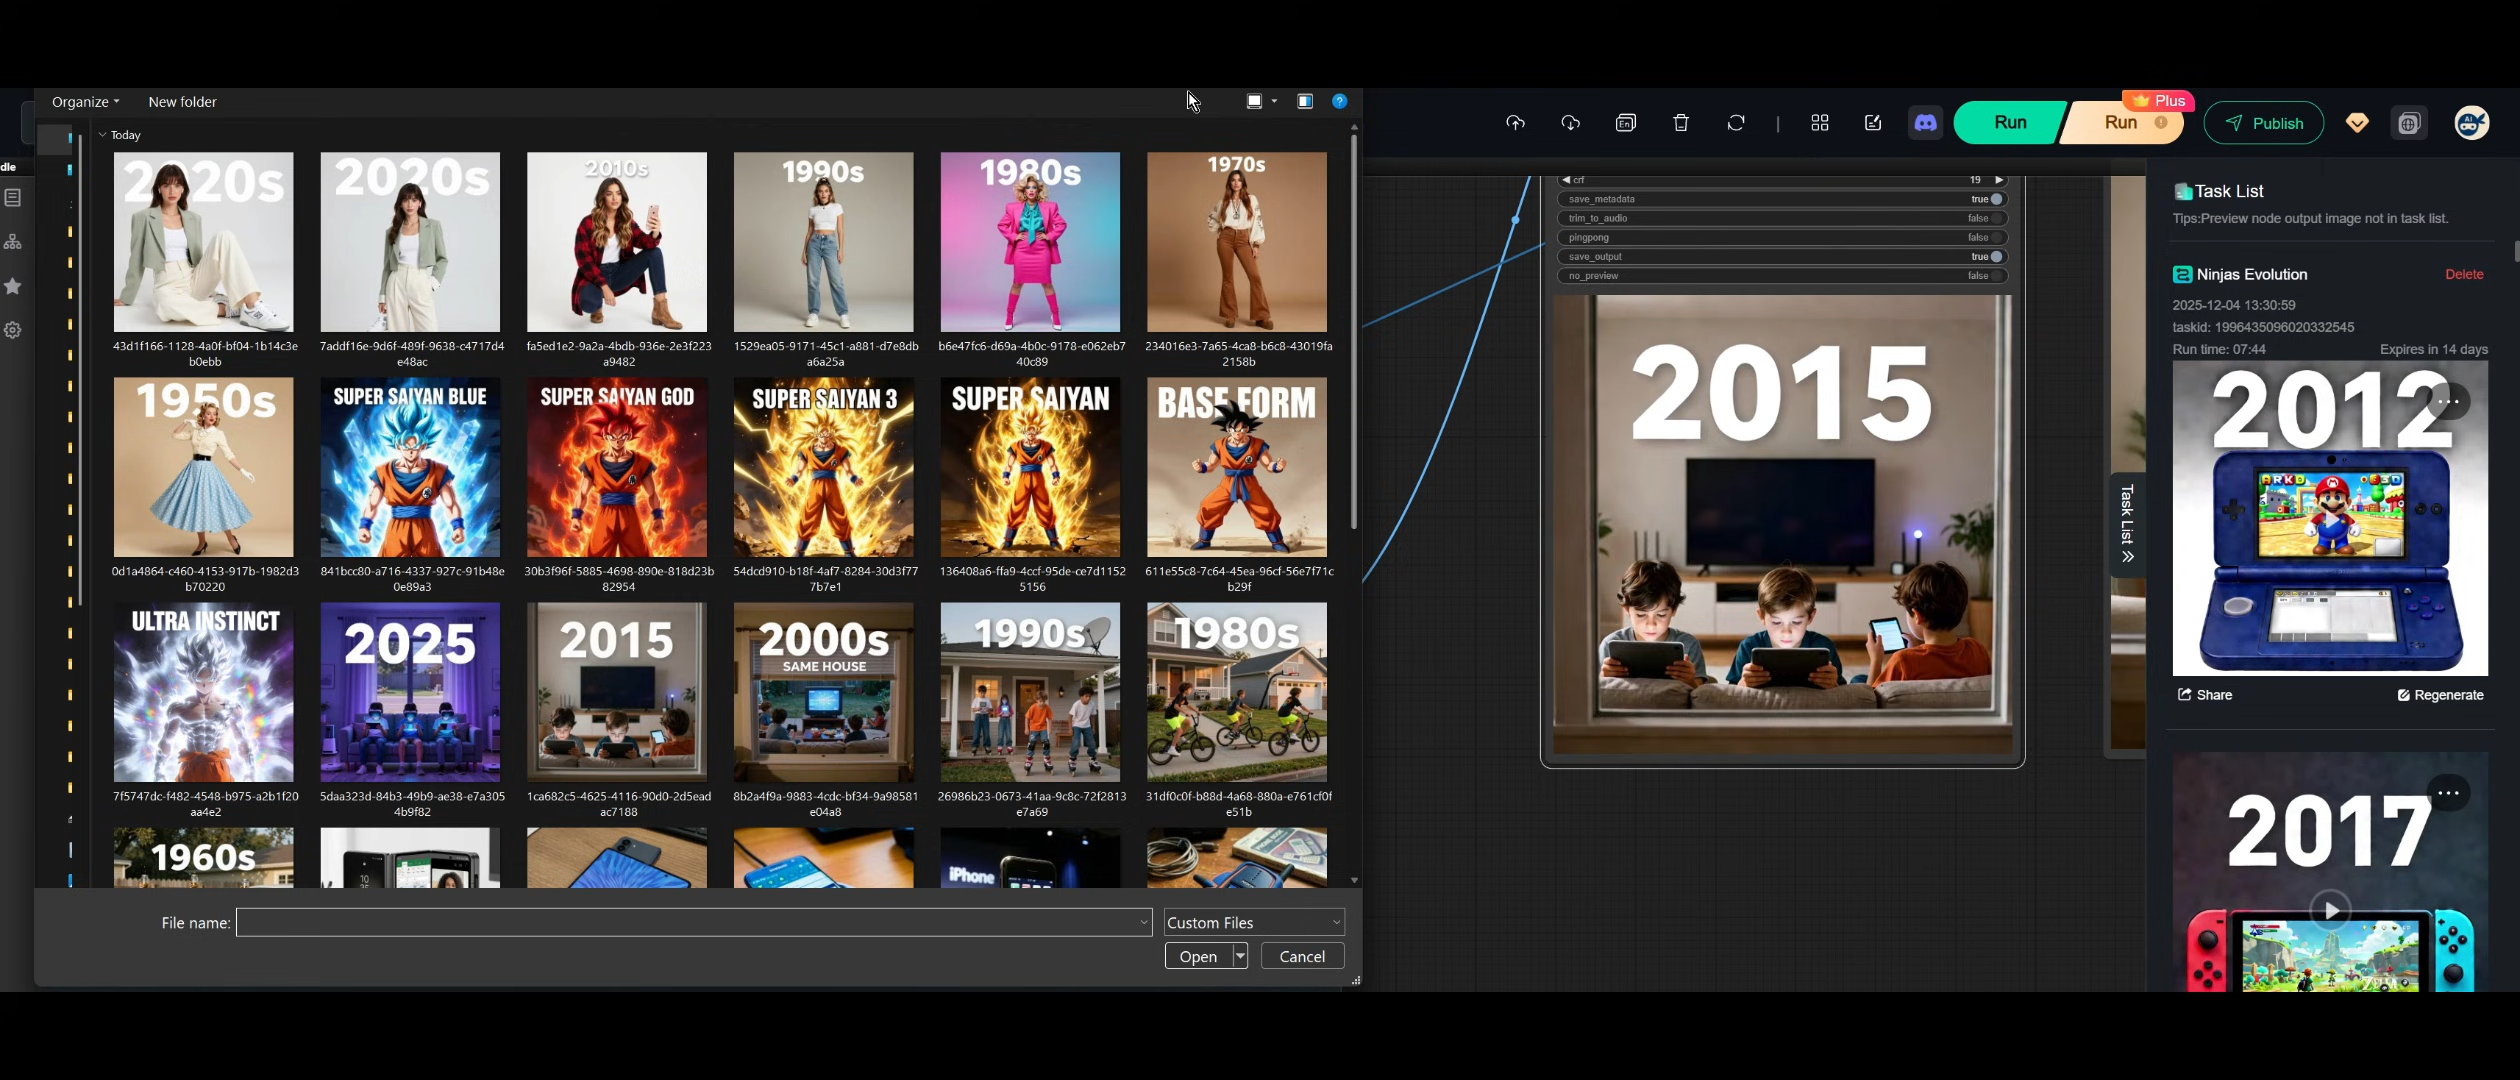 Organize
New folder
Today
2020s
2020s
2010s
1990s
1980s
1970s
43d1f166-1128-4a0f-bf04-1b14c3e
b0ebb
7addf16e-9d6f-489f-9638-c4717d4
e48ac
fa5ed1e2-9a2a-4bdb-936e-2e3f223
a9482
1529ea05-9171-45c1-a881-d7e8db
a6a25a
b6e47fc6-d69a-4b0c-9178-e062eb7
40c89
234016e3-7a65-4ca8-b6c8-43019fa
2158b
1950s
SUPER SAIYAN BLUE
SUPER SAIYAN GOD
SUPER SAIYAN 3
SUPER SAIYAN
BASE FORM
0d1a4864-c460-4153-917b-1982d3
b70220
841bcc80-a716-4337-927c-91b48e
0e89a3
30b3f96f-5885-4698-890e-818d23b
82954
54dcd910-b18f-4af7-8284-30d3f77
7b7e1
136408a6-ffa9-4ccf-95de-ce7d1152
5156
611e55c8-7c64-45ea-96cf-56e7f71c
b29f
ULTRA INSTINCT
2025
2015
2000s
SAME HOUSE
1990s
1980s
7f5747dc-f482-4548-b975-a2b1f20
aa4e2
5daa323d-84b3-49b9-ae38-e7a305
4b9f82
1ca682c5-4625-4116-90d0-2d5ead
ac7188
8b2a4f9a-9883-4cdc-bf34-9a98581
e04a8
26986b23-0673-41aa-9c8c-72f2813
e7a69
31df0c0f-b88d-4a68-880a-e761cf0f
e51b
1960s
iPhone
File name:
Custom Files
Open
Cancel
dle
En
Run
Run
Plus
Publish
AI
crf 19
save_metadata true
trim_to_audio false
pingpong false
save_output true
no_preview false
2015
Task List
Task List
Tips:Preview node output image not in task list.
Ninjas Evolution
Delete
2025-12-04 13:30:59
taskid: 1996435096020332545
Run time: 07:44
Expires in 14 days
2012
Share
Regenerate
2017